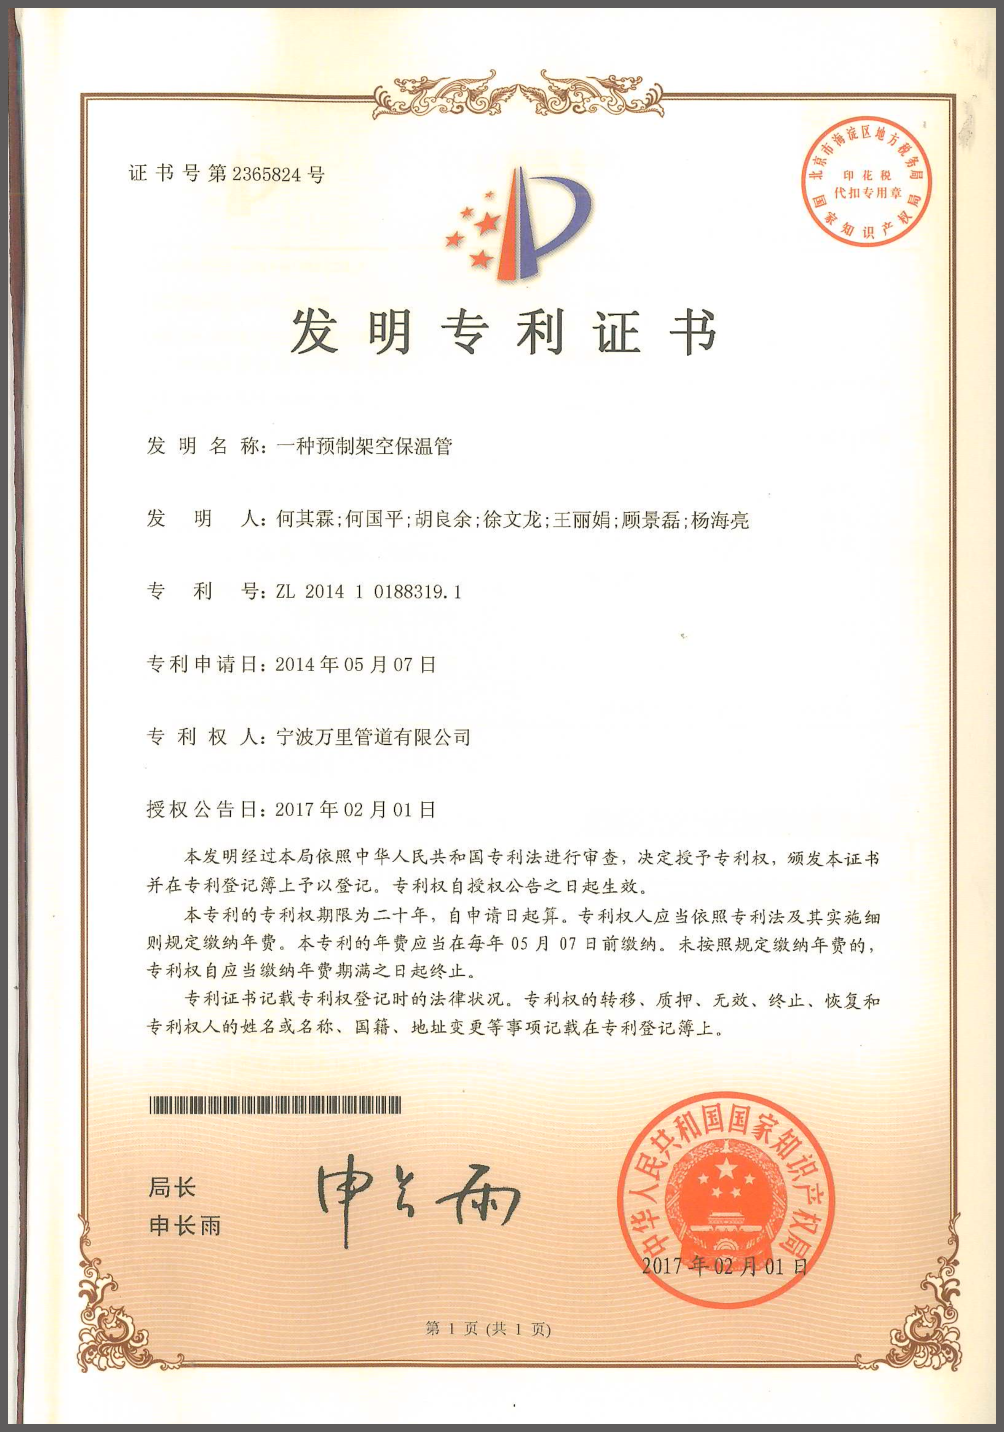 证书号第2365824号
北京市海淀区地方税务局
印花税
代扣专用章
国家知识产权局
发明专利证书
发明名称：一种预制架空保温管
发明人：何其霖;何国平;胡良余;徐文龙;王丽娟;顾景磊;杨海亮
专利号：ZL 2014 1 0188319.1
专利申请日：2014年05月07日
专利权人：宁波万里管道有限公司
授权公告日：2017年02月01日
本发明经过本局依照中华人民共和国专利法进行审查，决定授予专利权，颁发本证书
并在专利登记簿上予以登记。专利权自授权公告之日起生效。
本专利的专利权期限为二十年，自申请日起算。专利权人应当依照专利法及其实施细
则规定缴纳年费。本专利的年费应当在每年05月07日前缴纳。未按照规定缴纳年费的，
专利权自应当缴纳年费期满之日起终止。
专利证书记载专利权登记时的法律状况。专利权的转移、质押、无效、终止、恢复和
专利权人的姓名或名称、国籍、地址变更等事项记载在专利登记簿上。
局长
申长雨
申长雨
中华人民共和国国家知识产权局
2017年02月01日
第1页(共1页)